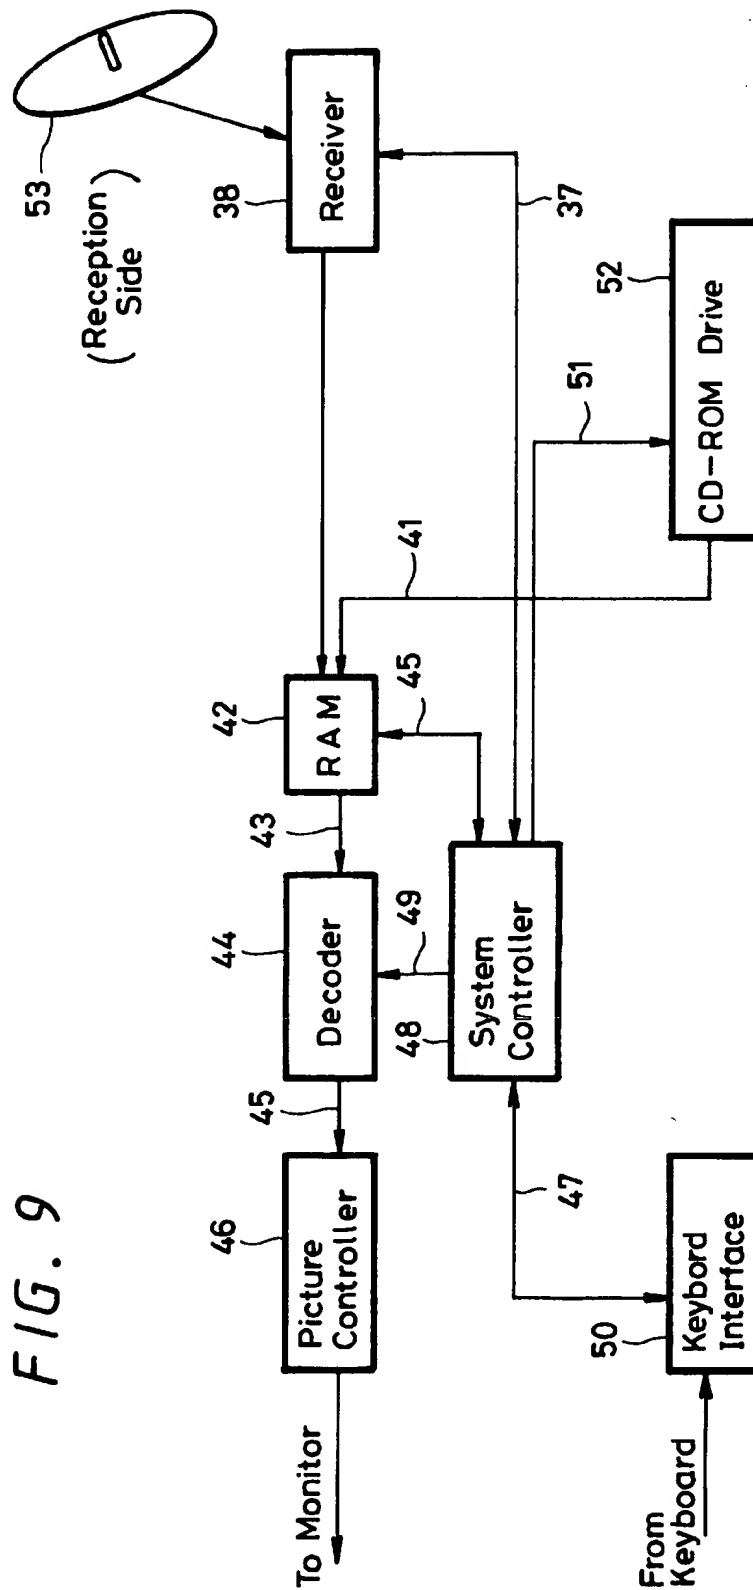 FIG. 9
53
(Reception
Side)
38
Receiver
37
42
RAM
41
45
43
44
Decoder
49
45
46
Picture
Controller
To Monitor
48
System
Controller
47
51
52
CD-ROM Drive
50
Keybord
Interface
From
Keyboard